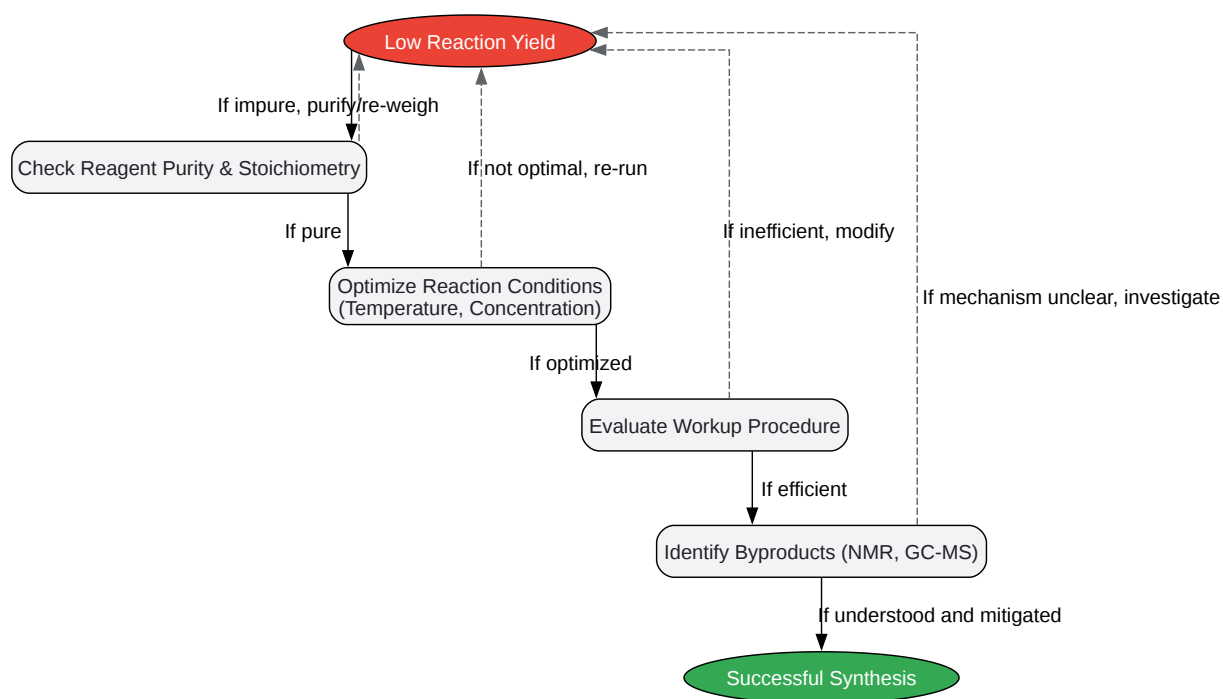 Low Reaction Yield
If impure, purify/re-weigh
Check Reagent Purity & Stoichiometry
If not optimal, re-run
If pure
If inefficient, modify
Optimize Reaction Conditions
(Temperature, Concentration)
If mechanism unclear, investigate
If optimized
Evaluate Workup Procedure
If efficient
Identify Byproducts (NMR, GC-MS)
If understood and mitigated
Successful Synthesis